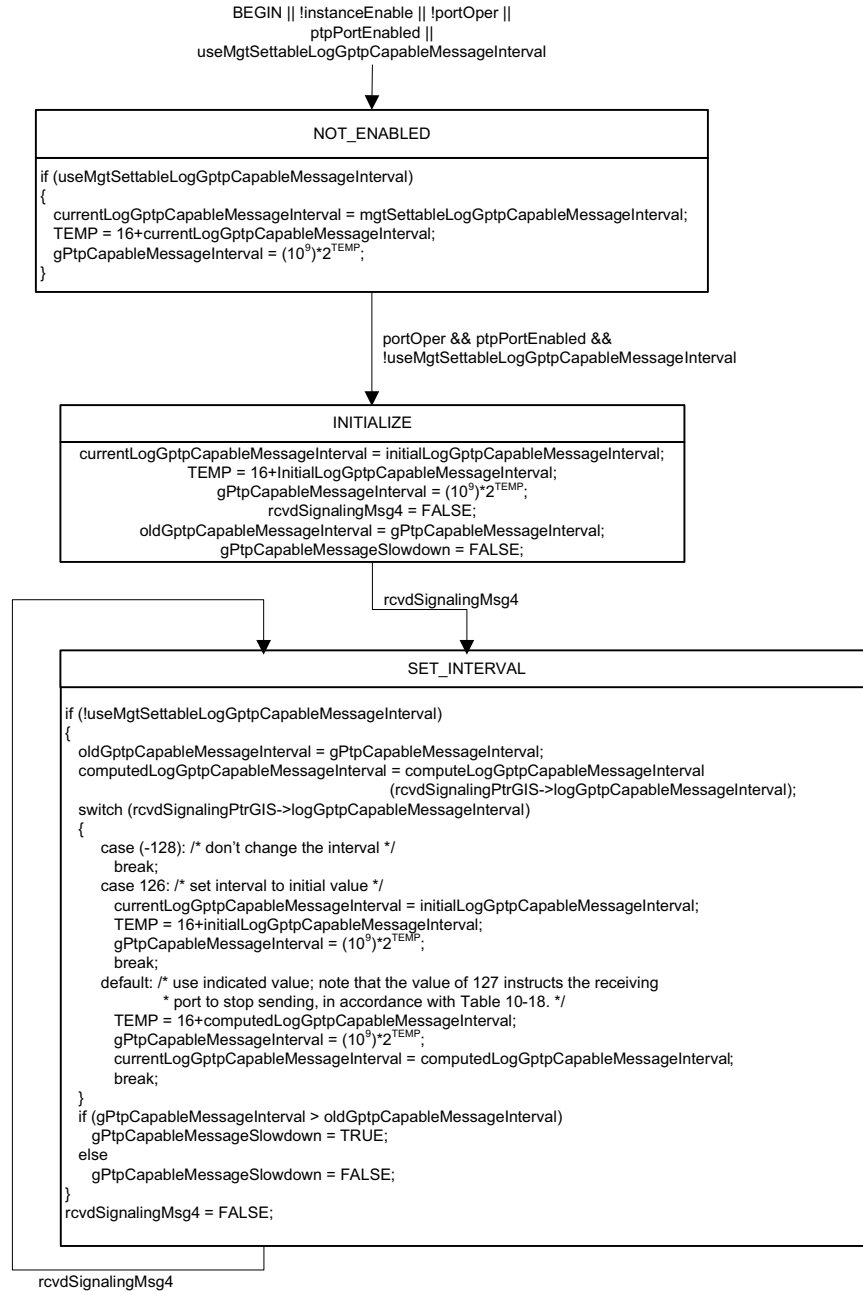 BEGIN || !instanceEnable || !portOper ||
ptpPortEnabled ||
useMgtSettableLogGptpCapableMessageInterval
NOT_ENABLED
if (useMgtSettableLogGptpCapableMessageInterval)
{
currentLogGptpCapableMessageInterval = mgtSettableLogGptpCapableMessageInterval;
TEMP = 16+currentLogGptpCapableMessageInterval;
gPtpCapableMessageInterval = (10⁹)*2^TEMP;
}
portOper && ptpPortEnabled &&
!useMgtSettableLogGptpCapableMessageInterval
INITIALIZE
currentLogGptpCapableMessageInterval = initialLogGptpCapableMessageInterval;
TEMP = 16+InitialLogGptpCapableMessageInterval;
gPtpCapableMessageInterval = (10⁹)*2^TEMP;
rcvdSignalingMsg4 = FALSE;
oldGptpCapableMessageInterval = gPtpCapableMessageInterval;
gPtpCapableMessageSlowdown = FALSE;
rcvdSignalingMsg4
SET_INTERVAL
if (!useMgtSettableLogGptpCapableMessageInterval)
{
oldGptpCapableMessageInterval = gPtpCapableMessageInterval;
computedLogGptpCapableMessageInterval = computeLogGptpCapableMessageInterval
(rcvdSignalingPtrGIS->logGptpCapableMessageInterval);
switch (rcvdSignalingPtrGIS->logGptpCapableMessageInterval)
{
case (-128): /* don’t change the interval */
break;
case 126: /* set interval to initial value */
currentLogGptpCapableMessageInterval = initialLogGptpCapableMessageInterval;
TEMP = 16+initialLogGptpCapableMessageInterval;
gPtpCapableMessageInterval = (10⁹)*2^TEMP;
break;
default: /* use indicated value; note that the value of 127 instructs the receiving
* port to stop sending, in accordance with Table 10-18. */
TEMP = 16+computedLogGptpCapableMessageInterval;
gPtpCapableMessageInterval = (10⁹)*2^TEMP;
currentLogGptpCapableMessageInterval = computedLogGptpCapableMessageInterval;
break;
}
if (gPtpCapableMessageInterval > oldGptpCapableMessageInterval)
gPtpCapableMessageSlowdown = TRUE;
else
gPtpCapableMessageSlowdown = FALSE;
}
rcvdSignalingMsg4 = FALSE;
rcvdSignalingMsg4